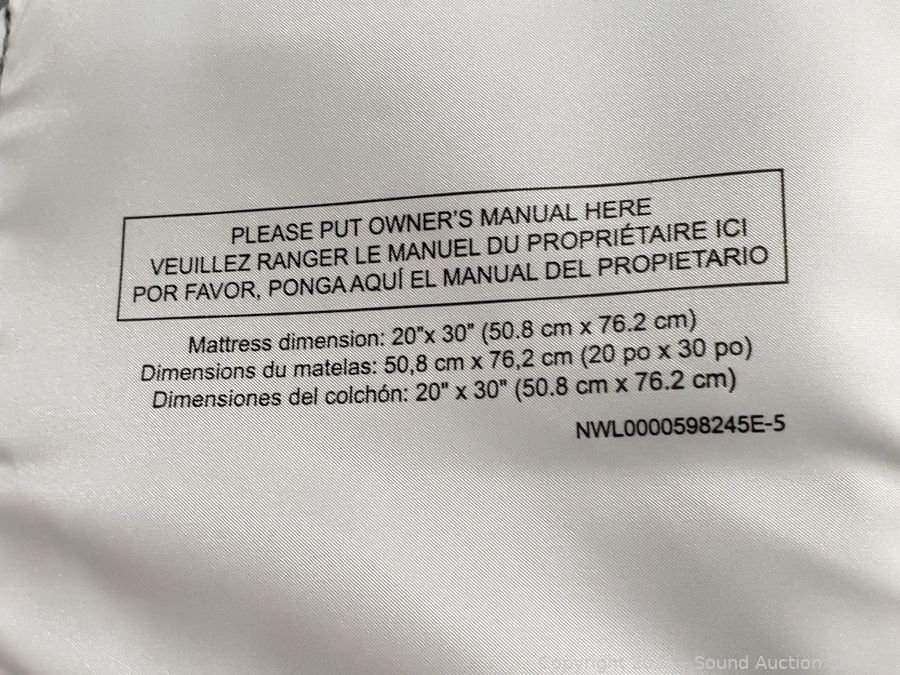 PLEASE PUT OWNER'S MANUAL HERE
VEUILLEZ RANGER LE MANUEL DU PROPRIÉTAIRE ICI
POR FAVOR, PONGA AQUÍ EL MANUAL DEL PROPIETARIO
Mattress dimension: 20"x 30" (50.8 cm x 76.2 cm)
Dimensions du matelas: 50,8 cm x 76,2 cm (20 po x 30 po)
Dimensiones del colchón: 20" x 30" (50.8 cm x 76.2 cm)
NWL0000598245E-5
Copyright Sound Auction